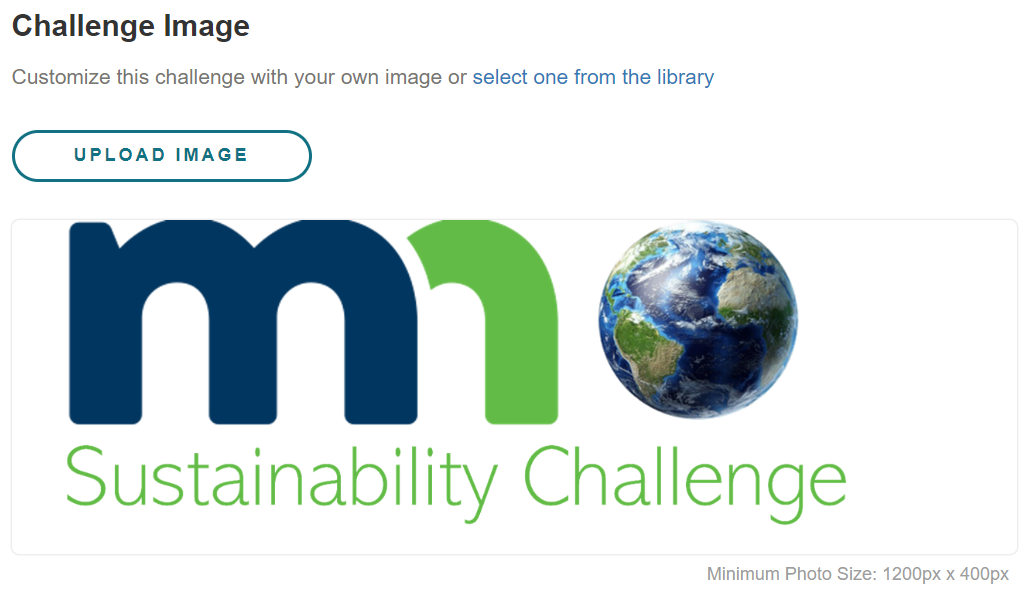 Challenge Image
Customize this challenge with your own image or select one from the library
UPLOAD IMAGE
mn
Sustainability Challenge
Minimum Photo Size: 1200px x 400px